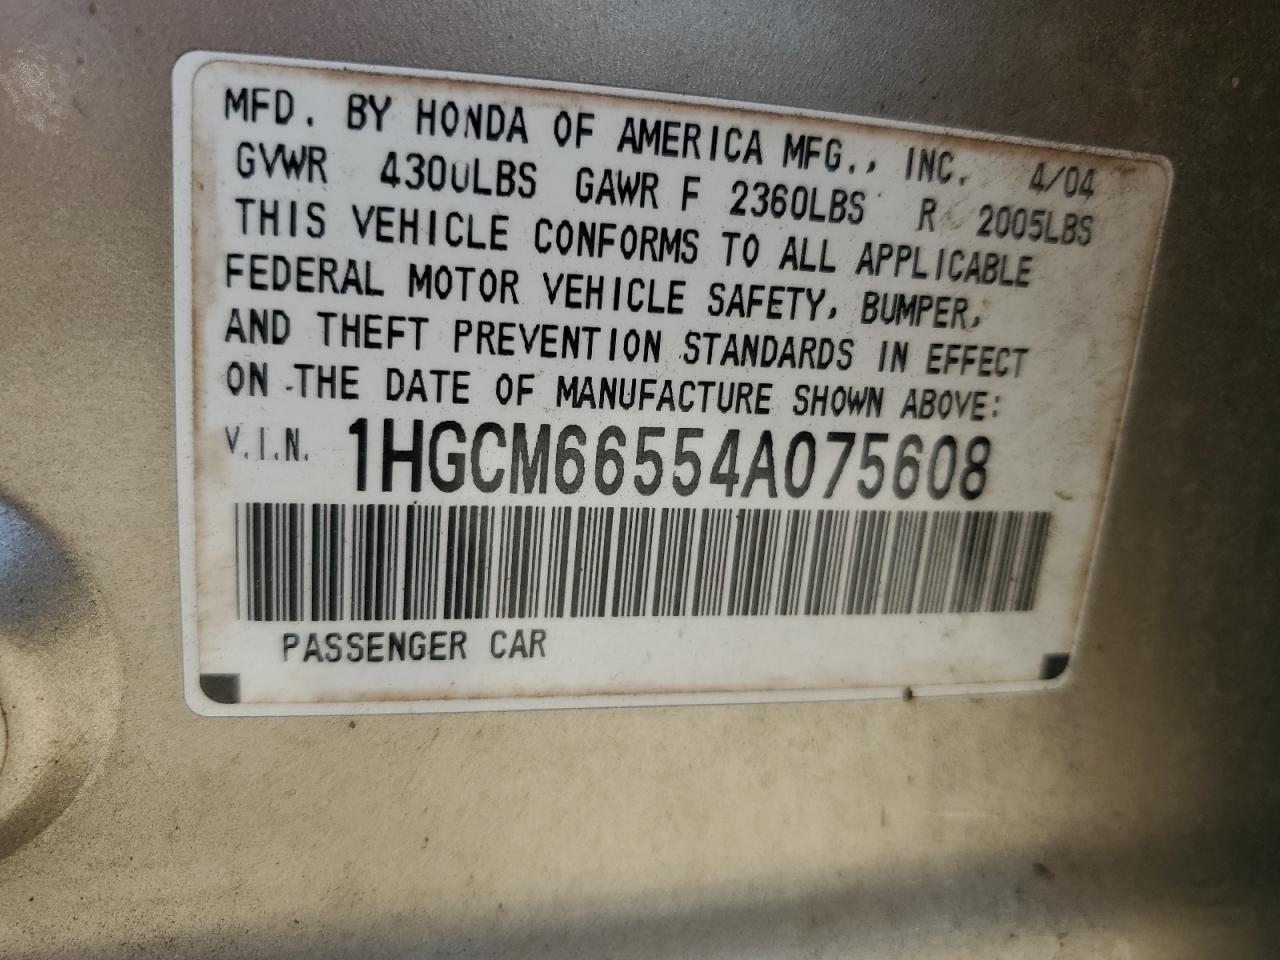 MFD. BY HONDA OF AMERICA MFG., INC. 4/04
GVWR 4300LBS GAWR F 2360LBS R 2005LBS
THIS VEHICLE CONFORMS TO ALL APPLICABLE
FEDERAL MOTOR VEHICLE SAFETY, BUMPER,
AND THEFT PREVENTION STANDARDS IN EFFECT
ON THE DATE OF MANUFACTURE SHOWN ABOVE:
V.I.N. 1HGCM66554A075608
PASSENGER CAR